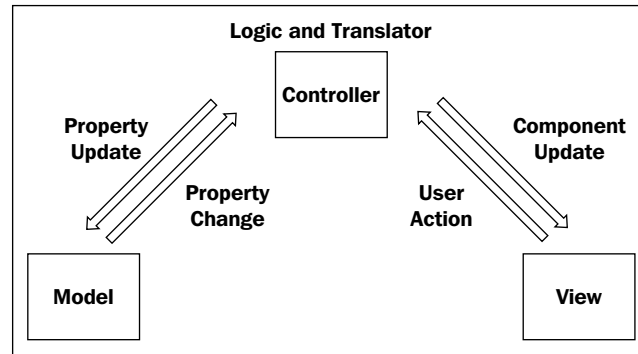 Logic and Translator
Controller
Property
Update
Component
Update
Property
Change
User
Action
Model
View